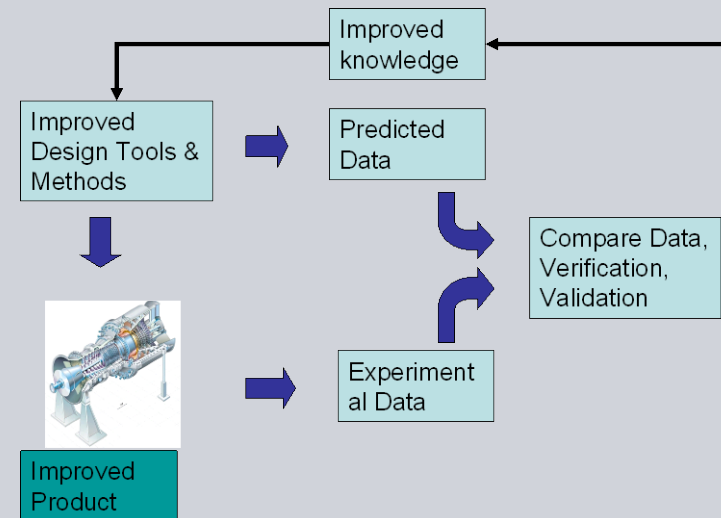 Improved
knowledge
Improved
Design Tools &
Methods
Predicted
Data
Compare Data,
Verification,
Validation
Experiment
al Data
Improved
Product